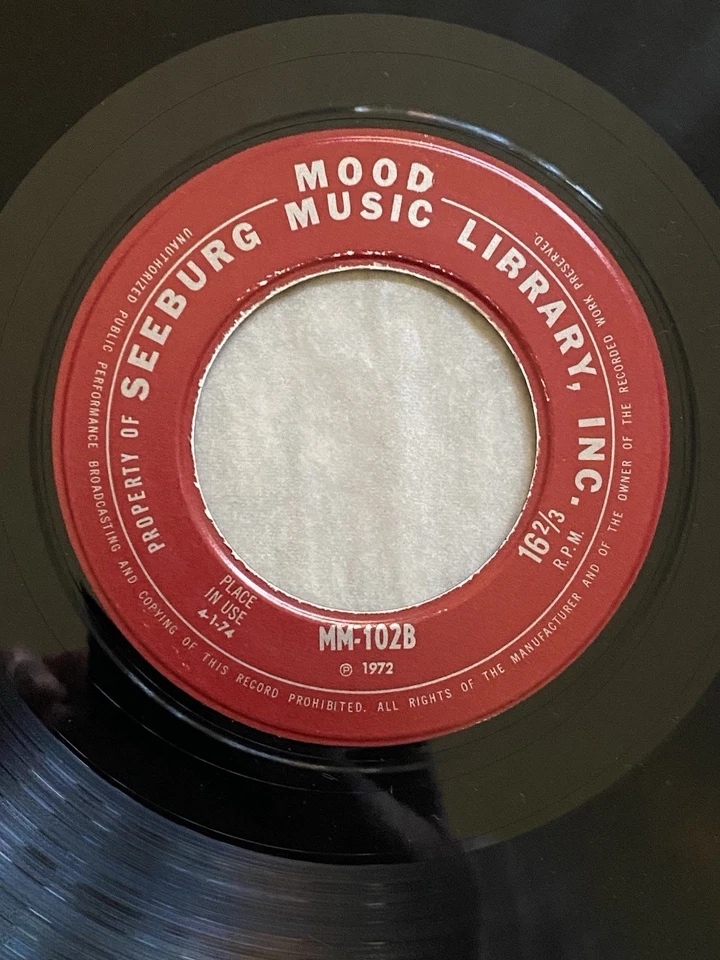 MOOD
MUSIC
PROPERTY OF SEEBURG LIBRARY, INC.
16 2/3
R.P.M.
PLACE
IN USE
4-1-74
MM-102B
℗ 1972
UNAUTHORIZED PUBLIC PERFORMANCE BROADCASTING AND COPYING OF THIS RECORD PROHIBITED. ALL RIGHTS OF THE MANUFACTURER AND OF THE OWNER OF THE RECORDED WORK PRESERVED.